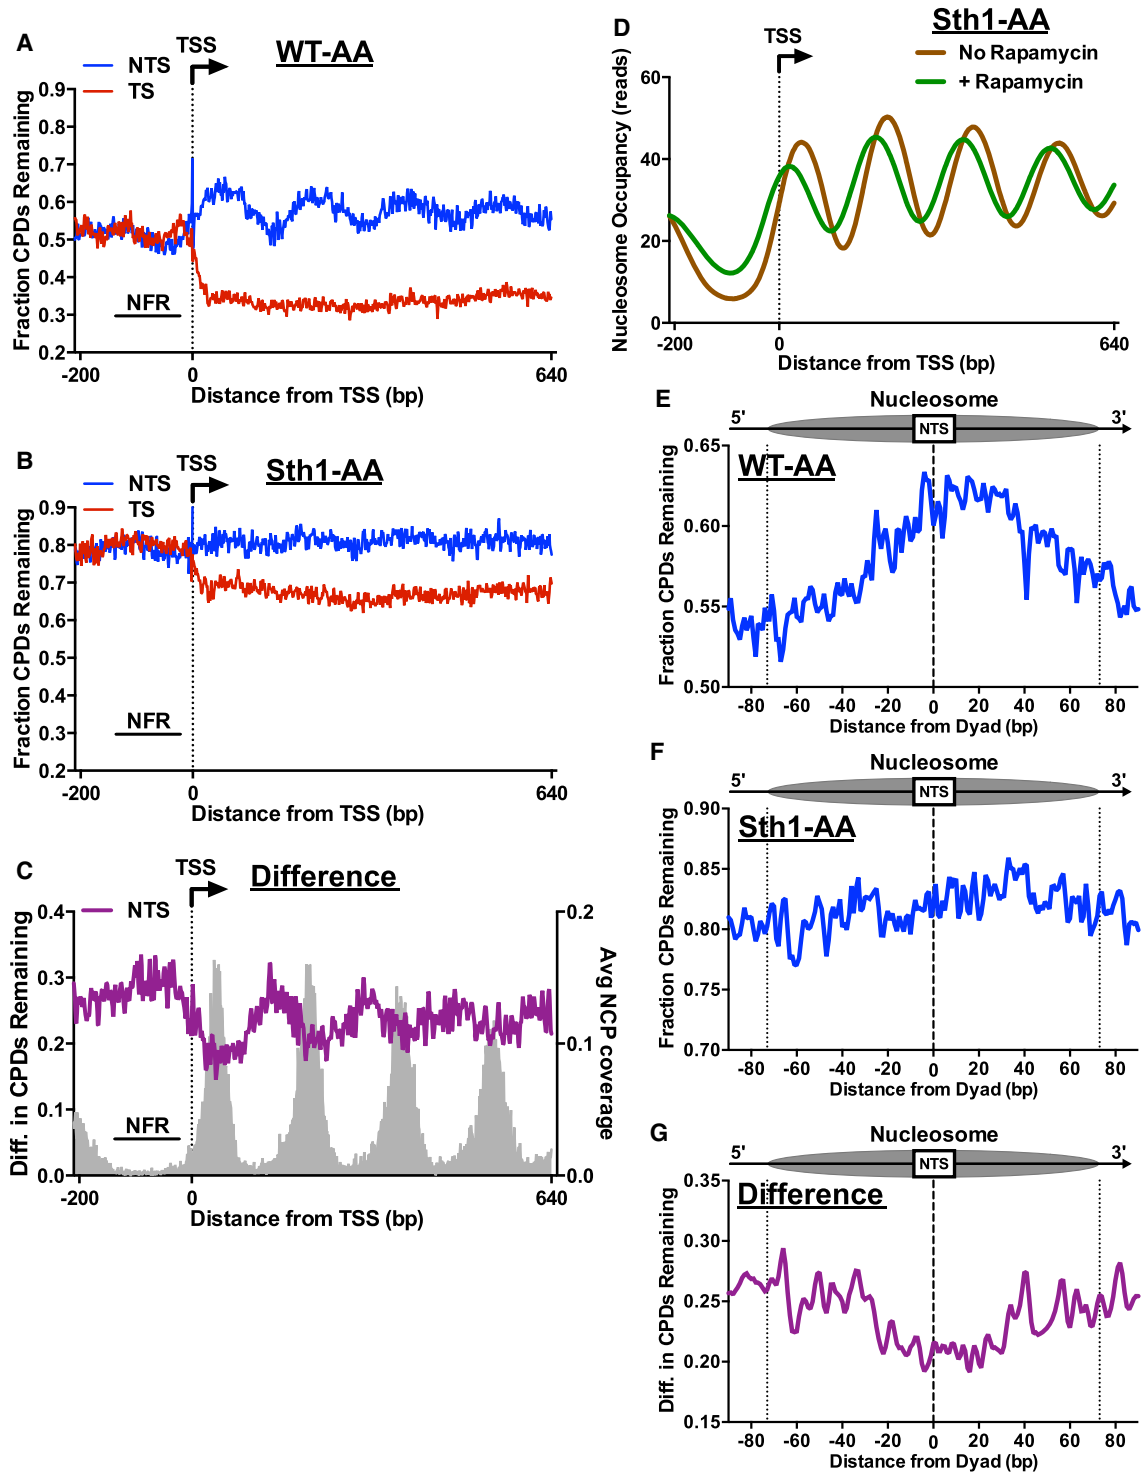 A
TSS
WT-AA
NTS
TS
Fraction CPDs Remaining
0.9
0.8
0.7
0.6
0.5
0.4
0.3
0.2
NFR
-200
0
640
Distance from TSS (bp)
B
TSS
Sth1-AA
NTS
TS
Fraction CPDs Remaining
0.9
0.8
0.7
0.6
0.5
0.4
0.3
0.2
NFR
-200
0
640
Distance from TSS (bp)
C
TSS
Difference
NTS
Diff. in CPDs Remaining
0.4
0.3
0.2
0.1
0.0
NFR
0.2
0.1
0.0
Avg NCP coverage
-200
0
640
Distance from TSS (bp)
D
Sth1-AA
TSS
No Rapamycin
+ Rapamycin
Nucleosome Occupancy (reads)
60
40
20
0
-200
0
640
Distance from TSS (bp)
E
Nucleosome
5'
NTS
3'
WT-AA
Fraction CPDs Remaining
0.65
0.60
0.55
0.50
-80
-60
-40
-20
0
20
40
60
80
Distance from Dyad (bp)
F
Nucleosome
5'
NTS
3'
Sth1-AA
Fraction CPDs Remaining
0.90
0.85
0.80
0.75
0.70
-80
-60
-40
-20
0
20
40
60
80
Distance from Dyad (bp)
G
Nucleosome
5'
NTS
3'
Difference
Diff. in CPDs Remaining
0.35
0.30
0.25
0.20
0.15
-80
-60
-40
-20
0
20
40
60
80
Distance from Dyad (bp)